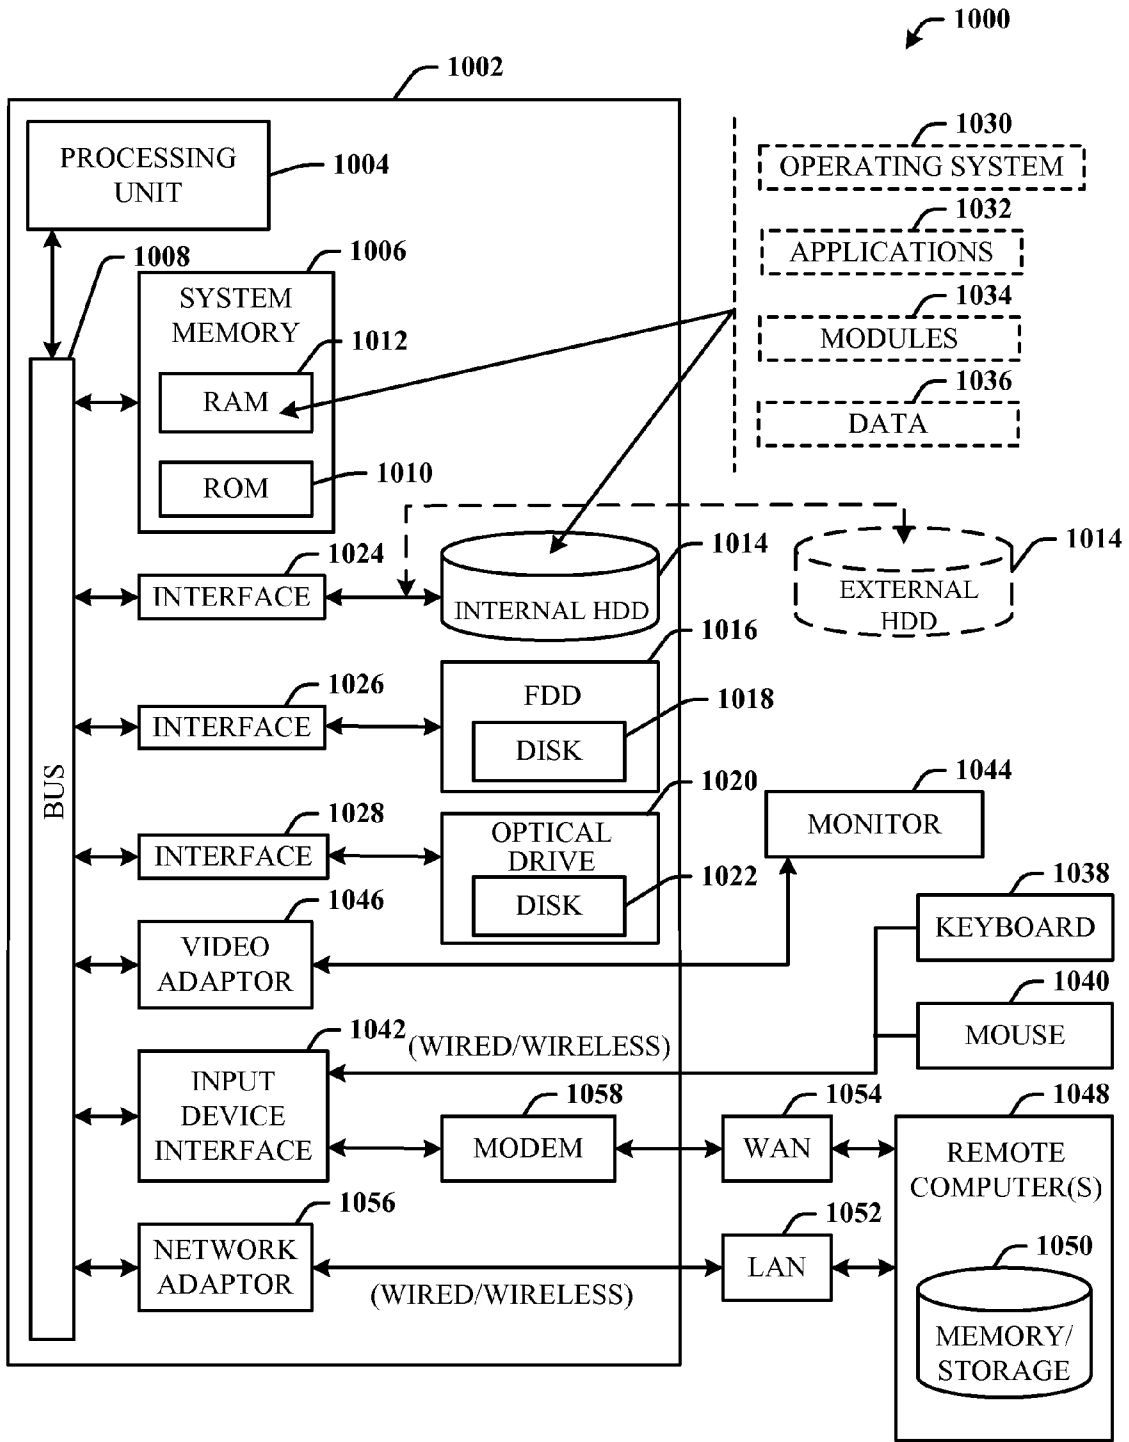 1000
1002
PROCESSING
UNIT
1004
1030
OPERATING SYSTEM
1032
APPLICATIONS
1034
MODULES
1036
DATA
1008
1006
SYSTEM
MEMORY
1012
RAM
1010
ROM
1024
INTERFACE
1014
INTERNAL HDD
1014
EXTERNAL
HDD
1026
INTERFACE
1016
FDD
1018
DISK
BUS
1028
INTERFACE
1020
OPTICAL
DRIVE
1022
DISK
1044
MONITOR
1046
VIDEO
ADAPTOR
1038
KEYBOARD
1040
MOUSE
1042
(WIRED/WIRELESS)
INPUT
DEVICE
INTERFACE
1058
MODEM
1054
WAN
1048
REMOTE
COMPUTER(S)
1056
NETWORK
ADAPTOR
(WIRED/WIRELESS)
1052
LAN
1050
MEMORY/
STORAGE